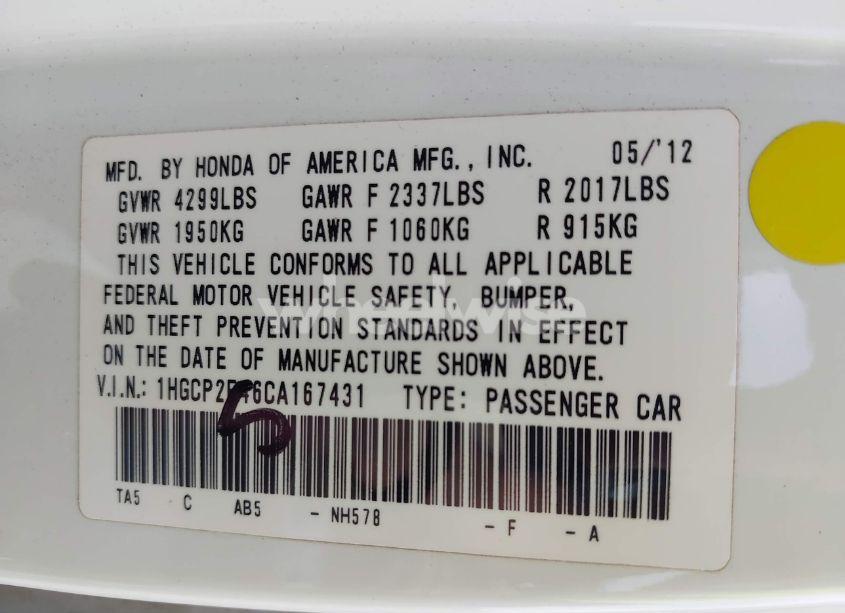 MFD. BY HONDA OF AMERICA MFG., INC. 05/'12
GVWR 4299LBS GAWR F 2337LBS R 2017LBS
GVWR 1950KG GAWR F 1060KG R 915KG
THIS VEHICLE CONFORMS TO ALL APPLICABLE
FEDERAL MOTOR VEHICLE SAFETY, BUMPER,
AND THEFT PREVENTION STANDARDS IN EFFECT
ON THE DATE OF MANUFACTURE SHOWN ABOVE.
V.I.N.: TYPE: PASSENGER CAR
5
TA5 C AB5 - NH578 - F - A
wheelwise